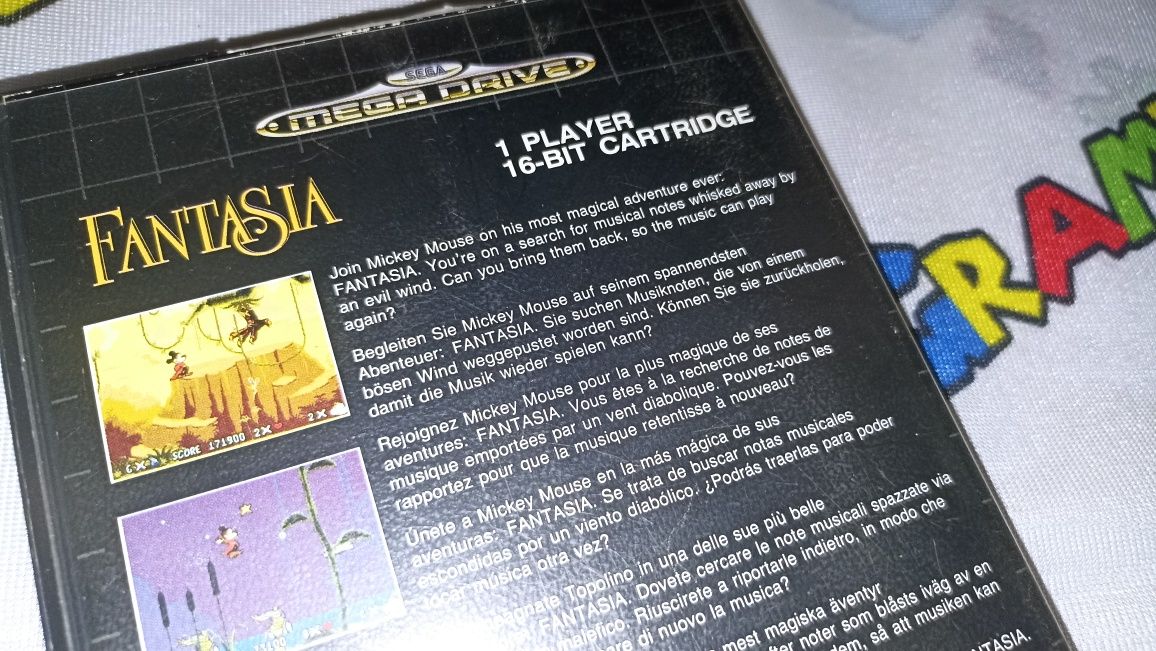 SEGA
MEGA DRIVE
1 PLAYER
16-BIT CARTRIDGE
FANTASIA
Join Mickey Mouse on his most magical adventure ever:
FANTASIA. You're on a search for musical notes whisked away by
an evil wind. Can you bring them back, so the music can play
again?
Begleiten Sie Mickey Mouse auf seinem spannendsten
Abenteuer: FANTASIA. Sie suchen Musiknoten, die von einem
bösen Wind weggepustet worden sind. Können Sie sie zurückholen,
damit die Musik wieder spielen kann?
Rejoignez Mickey Mouse pour la plus magique de ses
aventures: FANTASIA. Vous êtes à la recherche de notes de
musique emportées par un vent diabolique. Pouvez-vous les
rapportez pour que la musique retentisse à nouveau?
Únete a Mickey Mouse en la más mágica de sus
aventuras: FANTASIA. Se trata de buscar notas musicales
escondidas por un viento diabólico. ¿Podrás traerlas para poder
tocar música otra vez?
Topolino in una delle sue più belle
FANTASIA. Dovete cercare le note musicali spazzate via
malefico. Riuscirete a riportarle indietro, in modo che
di nuovo la musica?
mest magiska äventyr
efter noter som blåsts iväg av en
dem, så att musiken kan
FANTASIA.
6 SCORE 171900 2X 2X